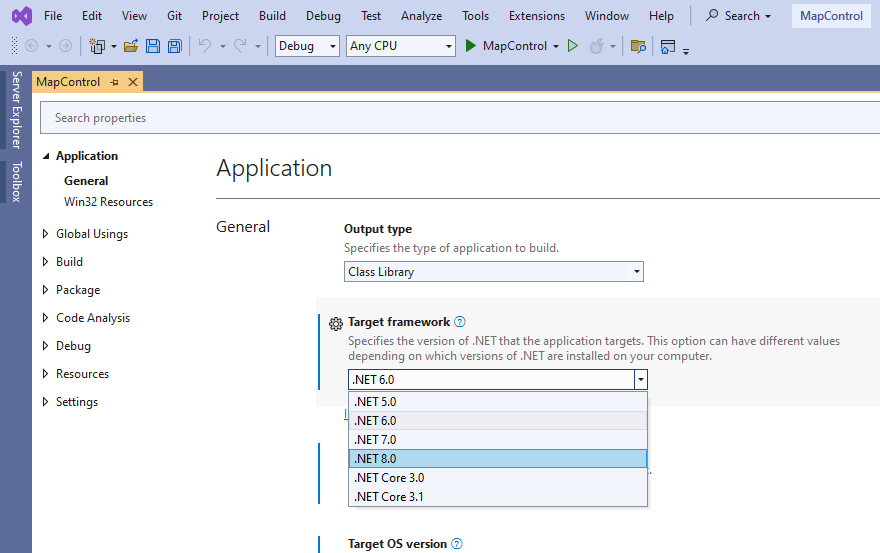 File Edit View Git Project Build Debug Test Analyze Tools Extensions Window Help Search MapControl
Debug Any CPU MapControl
MapControl
Server Explorer
Toolbox
Search properties
Application
General
Win32 Resources
Global Usings
Build
Package
Code Analysis
Debug
Resources
Settings
Application
General
Output type
Specifies the type of application to build.
Class Library
Target framework
Specifies the version of .NET that the application targets. This option can have different values
depending on which versions of .NET are installed on your computer.
.NET 6.0
.NET 5.0
.NET 6.0
.NET 7.0
.NET 8.0
.NET Core 3.0
.NET Core 3.1
Target OS version